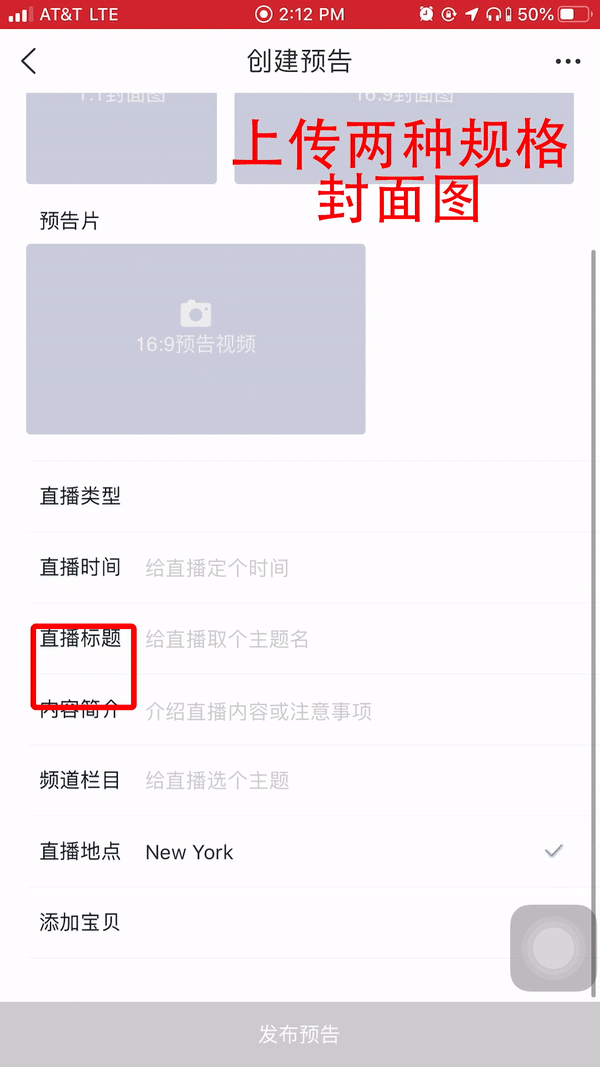 AT&T LTE 2:12 PM 50%
创建预告
1:1封面图 16:9封面图
上传两种规格
封面图
预告片
16:9预告视频
直播类型
直播时间 给直播定个时间
直播标题 给直播取个主题名
内容简介 介绍直播内容或注意事项
频道栏目 给直播选个主题
直播地点 New York
添加宝贝
发布预告